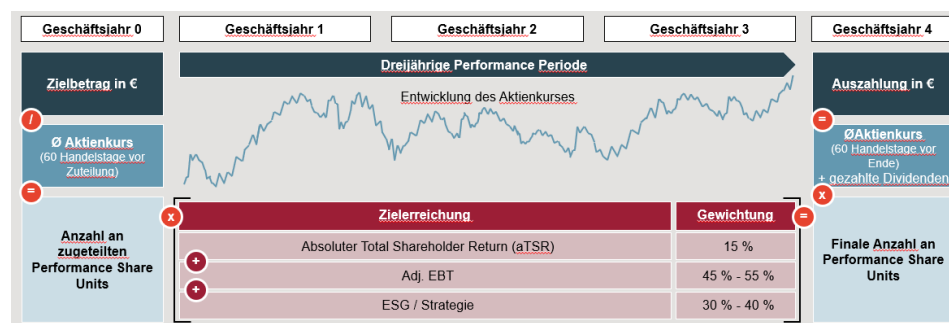 Geschäftsjahr 0
Geschäftsjahr 1
Geschäftsjahr 2
Geschäftsjahr 3
Geschäftsjahr 4
Zielbetrag in €
/
Ø Aktienkurs
(60 Handelstage vor
Zuteilung)
=
Anzahl an
zugeteilten
Performance Share
Units
Dreijährige Performance Periode
Entwicklung des Aktienkurses
x
Zielerreichung
Gewichtung
Absoluter Total Shareholder Return (aTSR)
15 %
+
Adj. EBT
45 % - 55 %
+
ESG / Strategie
30 % - 40 %
=
Auszahlung in €
=
ØAktienkurs
(60 Handelstage vor
Ende)
+ gezahlte Dividenden
x
Finale Anzahl an
Performance Share
Units